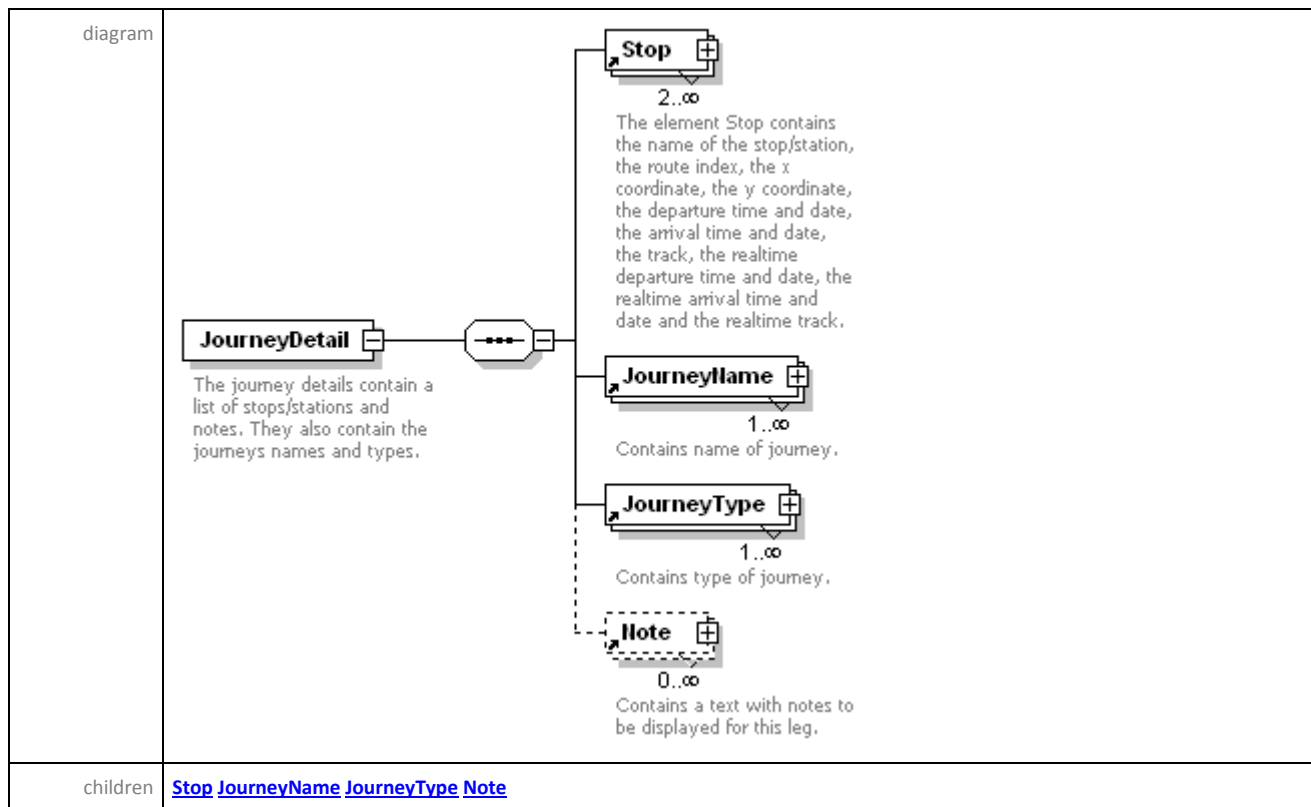 diagram
Stop
2..∞
The element Stop contains
the name of the stop/station,
the route index, the x
coordinate, the y coordinate,
the departure time and date,
the arrival time and date,
the track, the realtime
departure time and date, the
realtime arrival time and
date and the realtime track.
JourneyDetail
The journey details contain a
list of stops/stations and
notes. They also contain the
journeys names and types.
JourneyName
1..∞
Contains name of journey.
JourneyType
1..∞
Contains type of journey.
Note
0..∞
Contains a text with notes to
be displayed for this leg.
children Stop JourneyName JourneyType Note